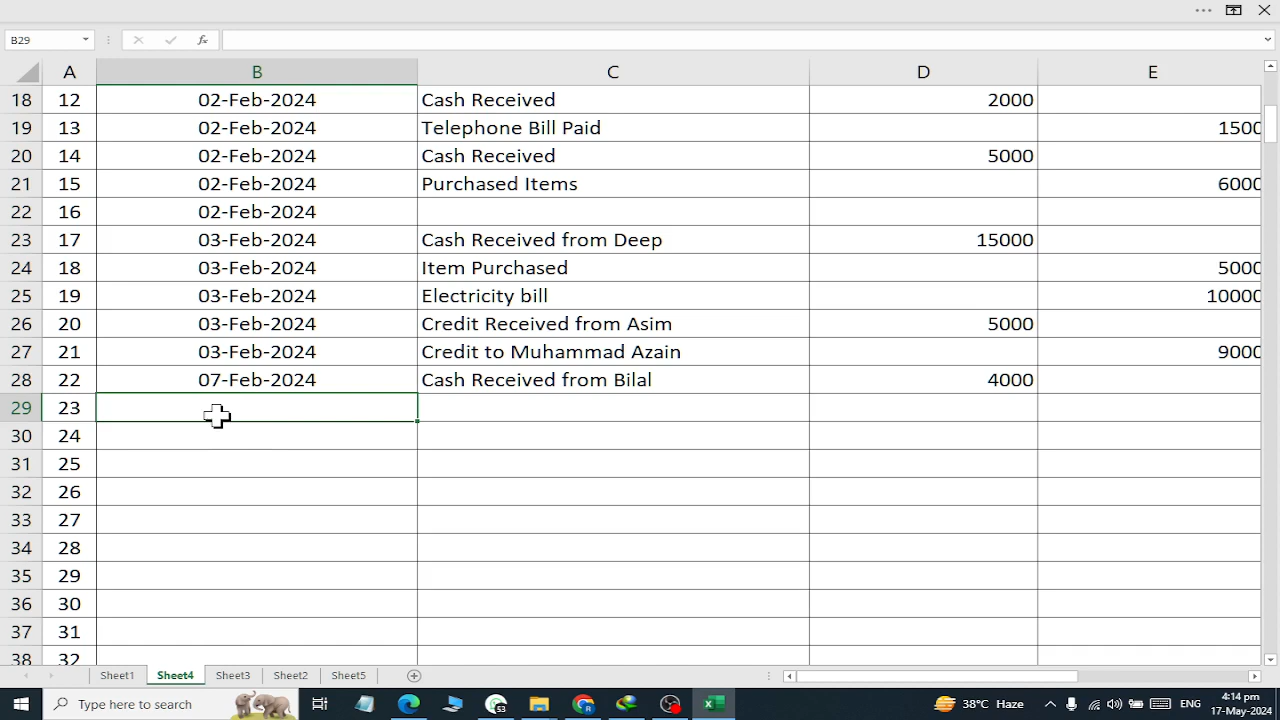 B29
fx
A B C D E
18 12 02-Feb-2024 Cash Received 2000
19 13 02-Feb-2024 Telephone Bill Paid 1500
20 14 02-Feb-2024 Cash Received 5000
21 15 02-Feb-2024 Purchased Items 6000
22 16 02-Feb-2024
23 17 03-Feb-2024 Cash Received from Deep 15000
24 18 03-Feb-2024 Item Purchased 5000
25 19 03-Feb-2024 Electricity bill 10000
26 20 03-Feb-2024 Credit Received from Asim 5000
27 21 03-Feb-2024 Credit to Muhammad Azain 9000
28 22 07-Feb-2024 Cash Received from Bilal 4000
29 23
30 24
31 25
32 26
33 27
34 28
35 29
36 30
37 31
38 32
Sheet1 Sheet4 Sheet3 Sheet2 Sheet5
Type here to search 38°C Haze ENG 4:14 pm
17-May-2024